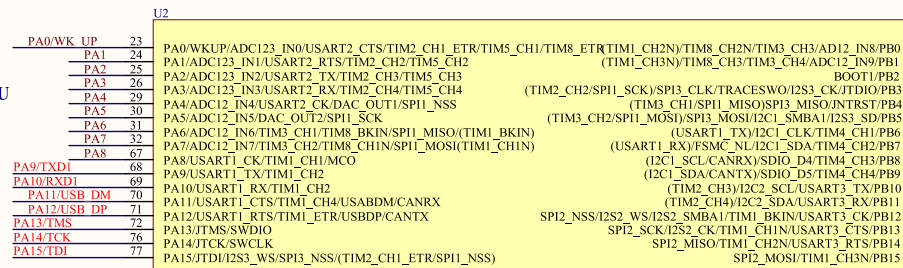 U2
PA0/WK_UP 23 PA0/WKUP/ADC123_IN0/USART2_CTS/TIM2_CH1_ETR/TIM5_CH1/TIM8_ETR (TIM1_CH2N)/TIM8_CH2N/TIM3_CH3/AD12_IN8/PB0
PA1 24 PA1/ADC123_IN1/USART2_RTS/TIM2_CH2/TIM5_CH2 (TIM1_CH3N)/TIM8_CH3/TIM3_CH4/ADC12_IN9/PB1
PA2 25 PA2/ADC123_IN2/USART2_TX/TIM2_CH3/TIM5_CH3 BOOT1/PB2
PA3 26 PA3/ADC123_IN3/USART2_RX/TIM2_CH4/TIM5_CH4 (TIM2_CH2/SPI1_SCK)/SPI3_CLK/TRACESWO/I2S3_CK/JTDIO/PB3
U PA4 29 PA4/ADC12_IN4/USART2_CK/DAC_OUT1/SPI1_NSS (TIM3_CH1/SPI1_MISO)SPI3_MISO/JNTRST/PB4
PA5 30 PA5/ADC12_IN5/DAC_OUT2/SPI1_SCK (TIM3_CH2/SPI1_MOSI)/SPI3_MOSI/I2C1_SMBA1/I2S3_SD/PB5
PA6 31 PA6/ADC12_IN6/TIM3_CH1/TIM8_BKIN/SPI1_MISO/(TIM1_BKIN) (USART1_TX)/I2C1_CLK/TIM4_CH1/PB6
PA7 32 PA7/ADC12_IN7/TIM3_CH2/TIM8_CH1N/SPI1_MOSI(TIM1_CH1N) (USART1_RX)/FSMC_NL/I2C1_SDA/TIM4_CH2/PB7
PA8 67 PA8/USART1_CK/TIM1_CH1/MCO (I2C1_SCL/CANRX)/SDIO_D4/TIM4_CH3/PB8
PA9/TXD1 68 PA9/USART1_TX/TIM1_CH2 (I2C1_SDA/CANTX)/SDIO_D5/TIM4_CH4/PB9
PA10/RXD1 69 PA10/USART1_RX/TIM1_CH2 (TIM2_CH3)/I2C2_SCL/USART3_TX/PB10
PA11/USB_DM 70 PA11/USART1_CTS/TIM1_CH4/USABDM/CANRX (TIM2_CH4)/I2C2_SDA/USART3_RX/PB11
PA12/USB_DP 71 PA12/USART1_RTS/TIM1_ETR/USBDP/CANTX SPI2_NSS/I2S2_WS/I2S2_SMBA1/TIM1_BKIN/USART3_CK/PB12
PA13/TMS 72 PA13/JTMS/SWDIO SPI2_SCK/I2S2_CK/TIM1_CH1N/USART3_CTS/PB13
PA14/TCK 76 PA14/JTCK/SWCLK SPI2_MISO/TIM1_CH2N/USART3_RTS/PB14
PA15/TDI 77 PA15/JTDI/I2S3_WS/SPI3_NSS/(TIM2_CH1_ETR/SPI1_NSS) SPI2_MOSI/TIM1_CH3N/PB15